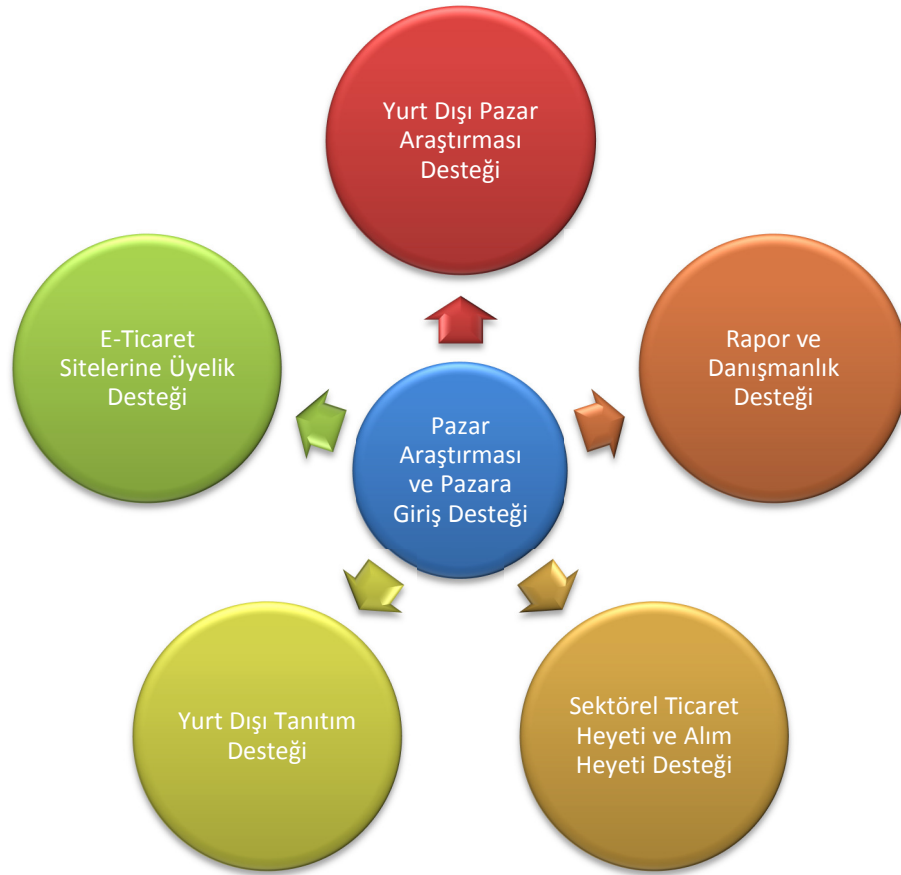 Yurt Dışı Pazar
Araştırması
Desteği
E-Ticaret
Sitelerine Üyelik
Desteği
Rapor ve
Danışmanlık
Desteği
Pazar
Araştırması
ve Pazara
Giriş Desteği
Yurt Dışı Tanıtım
Desteği
Sektörel Ticaret
Heyeti ve Alım
Heyeti Desteği